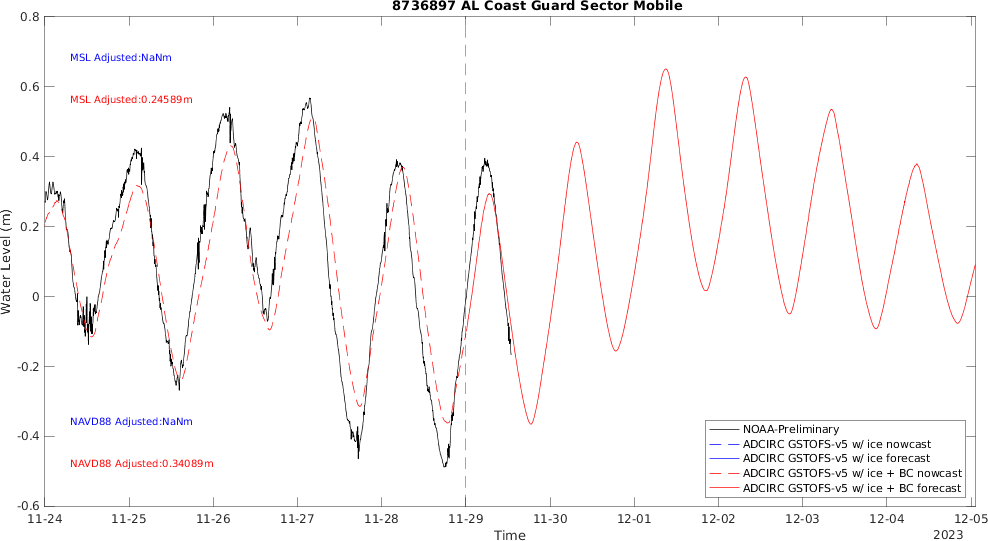 8736897 AL Coast Guard Sector Mobile
MSL Adjusted:NaNm
MSL Adjusted:0.24589m
NAVD88 Adjusted:NaNm
NAVD88 Adjusted:0.34089m
Water Level (m)
0.8
0.6
0.4
0.2
0
-0.2
-0.4
-0.6
NOAA-Preliminary
ADCIRC GSTOFS-v5 w/ ice nowcast
ADCIRC GSTOFS-v5 w/ ice forecast
ADCIRC GSTOFS-v5 w/ ice + BC nowcast
ADCIRC GSTOFS-v5 w/ ice + BC forecast
11-24 11-25 11-26 11-27 11-28 11-29 11-30 12-01 12-02 12-03 12-04 12-05
Time
2023